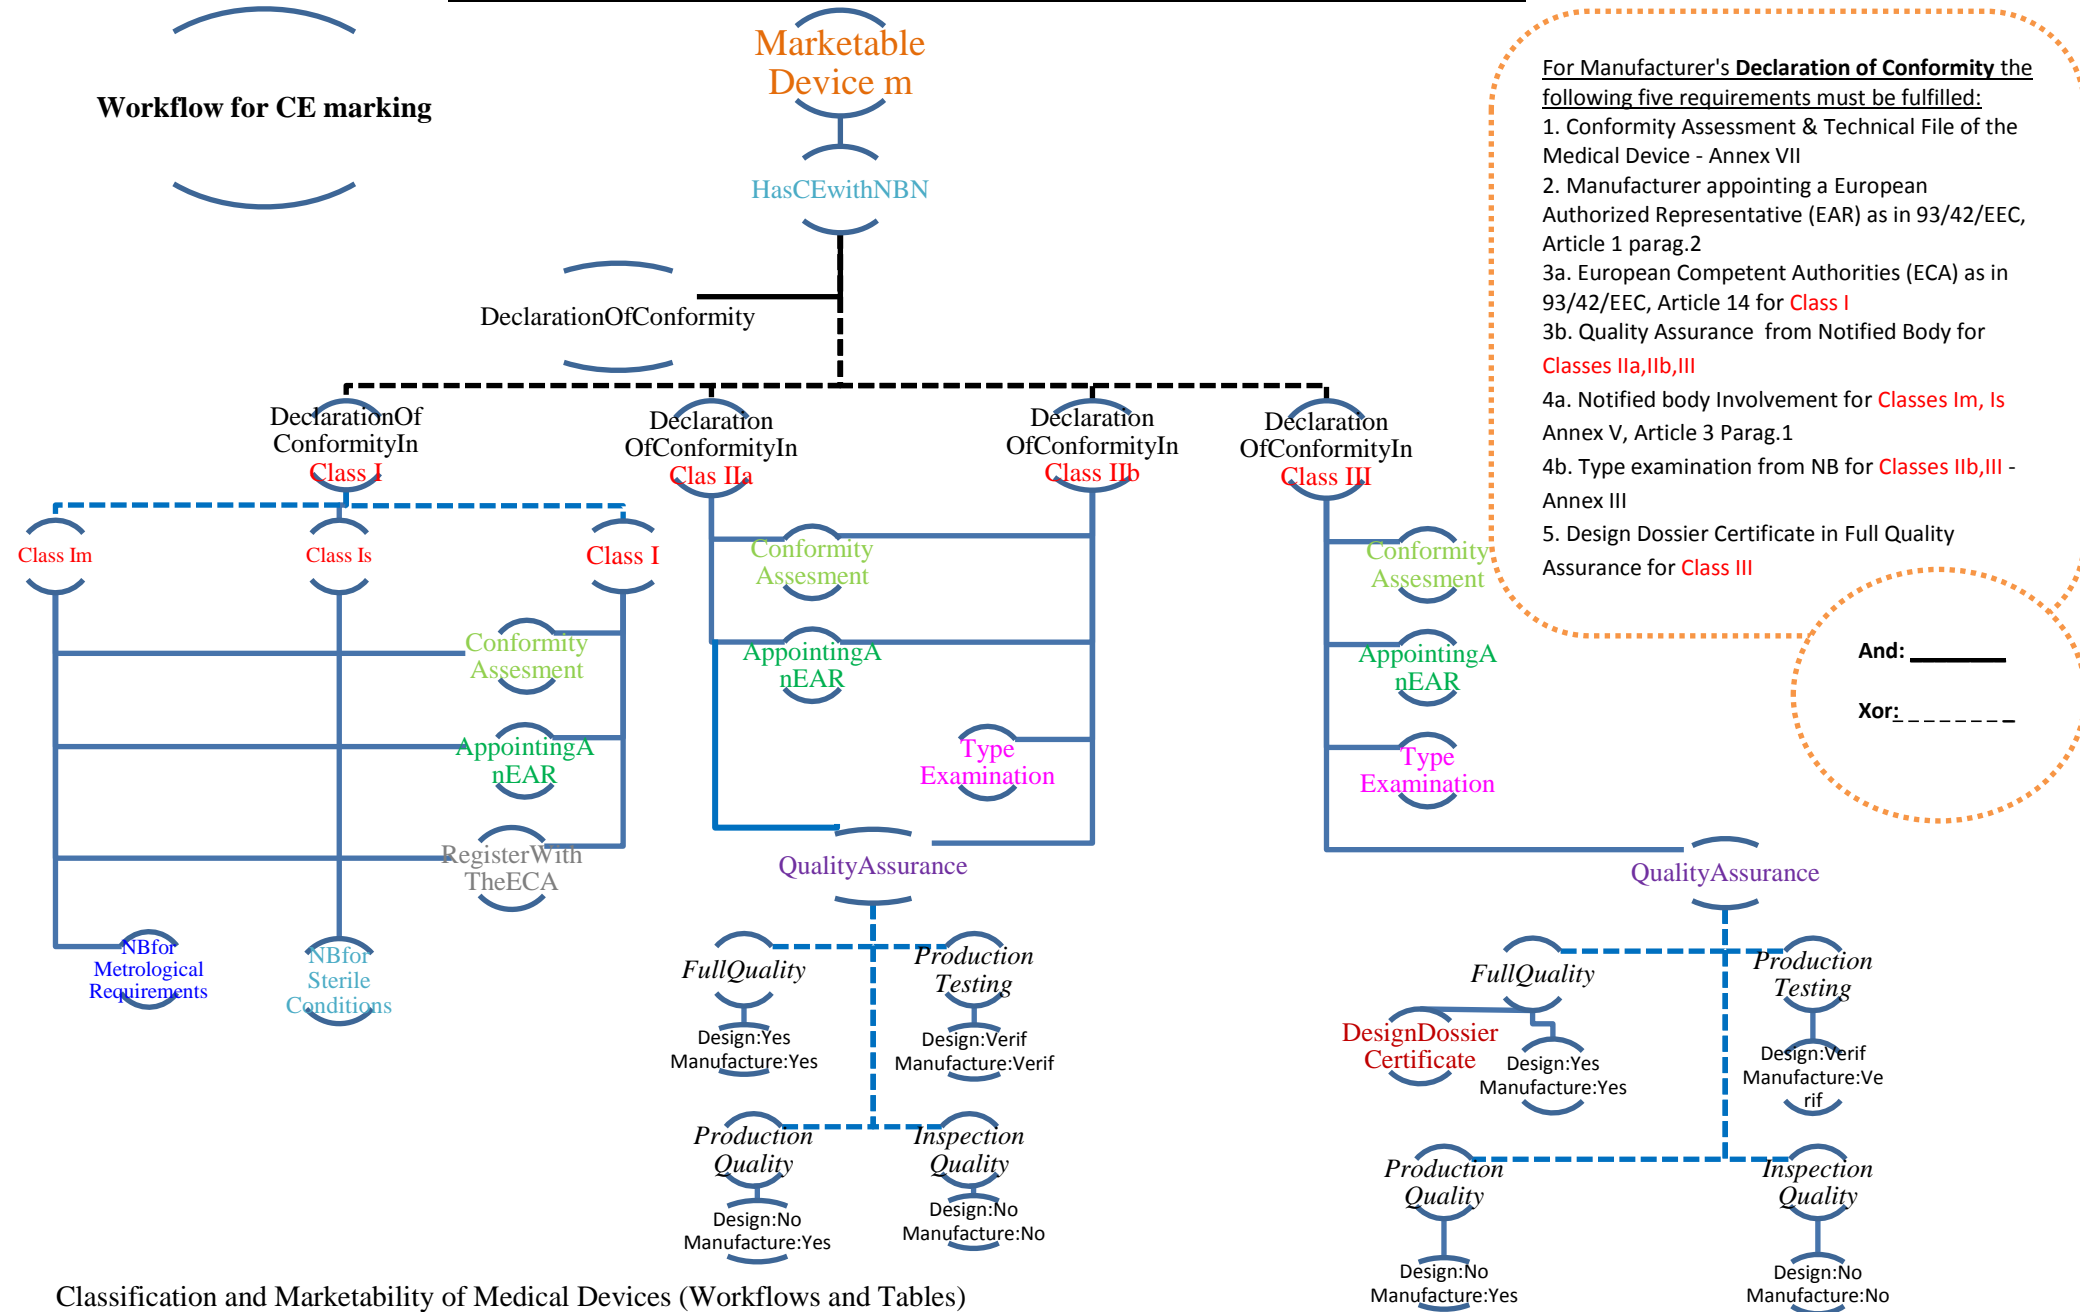 Workflow for CE marking
Marketable
Device m
HasCEwithNBN
DeclarationOfConformity
For Manufacturer's Declaration of Conformity the
following five requirements must be fulfilled:
1. Conformity Assessment & Technical File of the
Medical Device - Annex VII
2. Manufacturer appointing a European
Authorized Representative (EAR) as in 93/42/EEC,
Article 1 parag.2
3a. European Competent Authorities (ECA) as in
93/42/EEC, Article 14 for Class I
3b. Quality Assurance from Notified Body for
Classes IIa,IIb,III
4a. Notified body Involvement for Classes Im, Is
Annex V, Article 3 Parag.1
4b. Type examination from NB for Classes IIb,III -
Annex III
5. Design Dossier Certificate in Full Quality
Assurance for Class III
And:
Xor:
DeclarationOf
ConformityIn
Class I
Declaration
OfConformityIn
Clas IIa
Declaration
OfConformityIn
Class IIb
Declaration
OfConformityIn
Class III
Class Im
Class Is
Class I
Conformity
Assesment
AppointingA
nEAR
RegisterWith
TheECA
NBfor
Metrological
Requirements
NBfor
Sterile
Conditions
Conformity
Assesment
AppointingA
nEAR
Type
Examination
QualityAssurance
FullQuality
Design:Yes
Manufacture:Yes
Production
Testing
Design:Verif
Manufacture:Verif
Production
Quality
Design:No
Manufacture:Yes
Inspection
Quality
Design:No
Manufacture:No
Conformity
Assesment
AppointingA
nEAR
Type
Examination
QualityAssurance
FullQuality
DesignDossier
Certificate
Design:Yes
Manufacture:Yes
Production
Testing
Design:Verif
Manufacture:Ve
rif
Production
Quality
Design:No
Manufacture:Yes
Inspection
Quality
Design:No
Manufacture:No
Classification and Marketability of Medical Devices (Workflows and Tables)